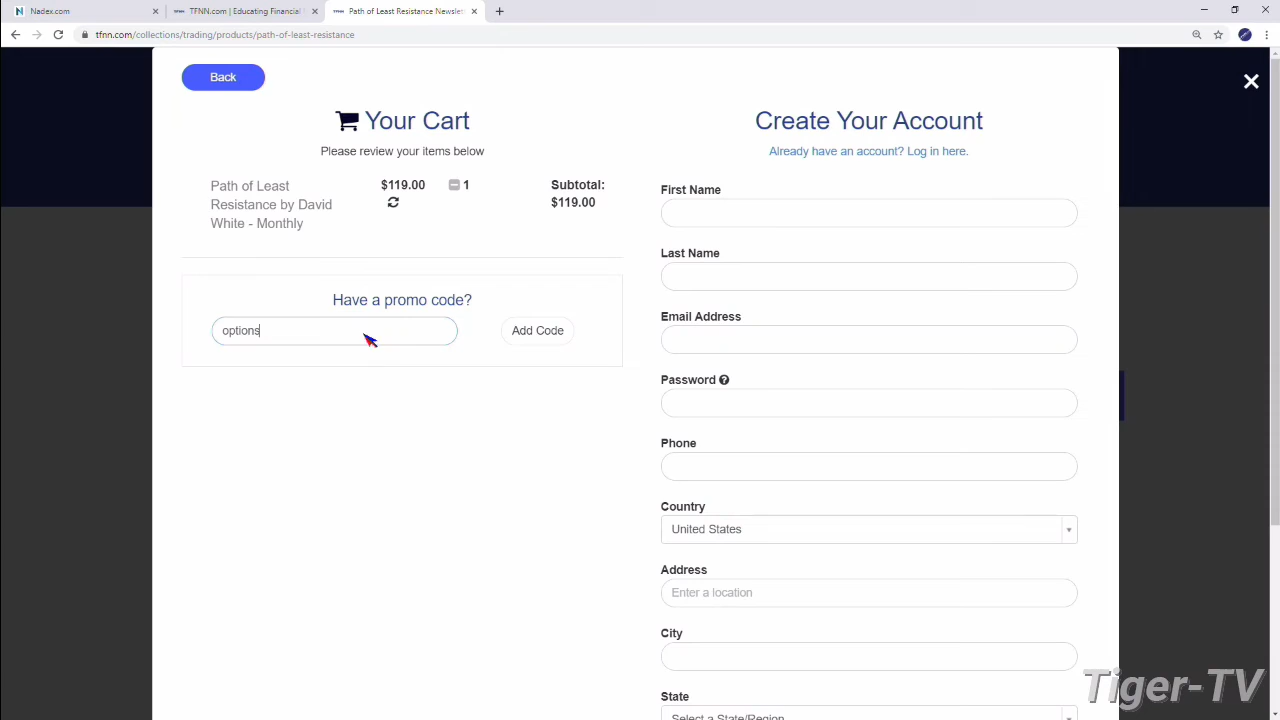 Nadex.com
TFNN.com | Educating Financial
Path of Least Resistance Newslet
tfnn.com/collections/trading/products/path-of-least-resistance
Back
Your Cart
Please review your items below
Path of Least
Resistance by David
White - Monthly
$119.00
1
Subtotal:
$119.00
Have a promo code?
options
Add Code
Create Your Account
Already have an account? Log in here.
First Name
Last Name
Email Address
Password
Phone
Country
United States
Address
Enter a location
City
State
Select a State/Region
Tiger-TV